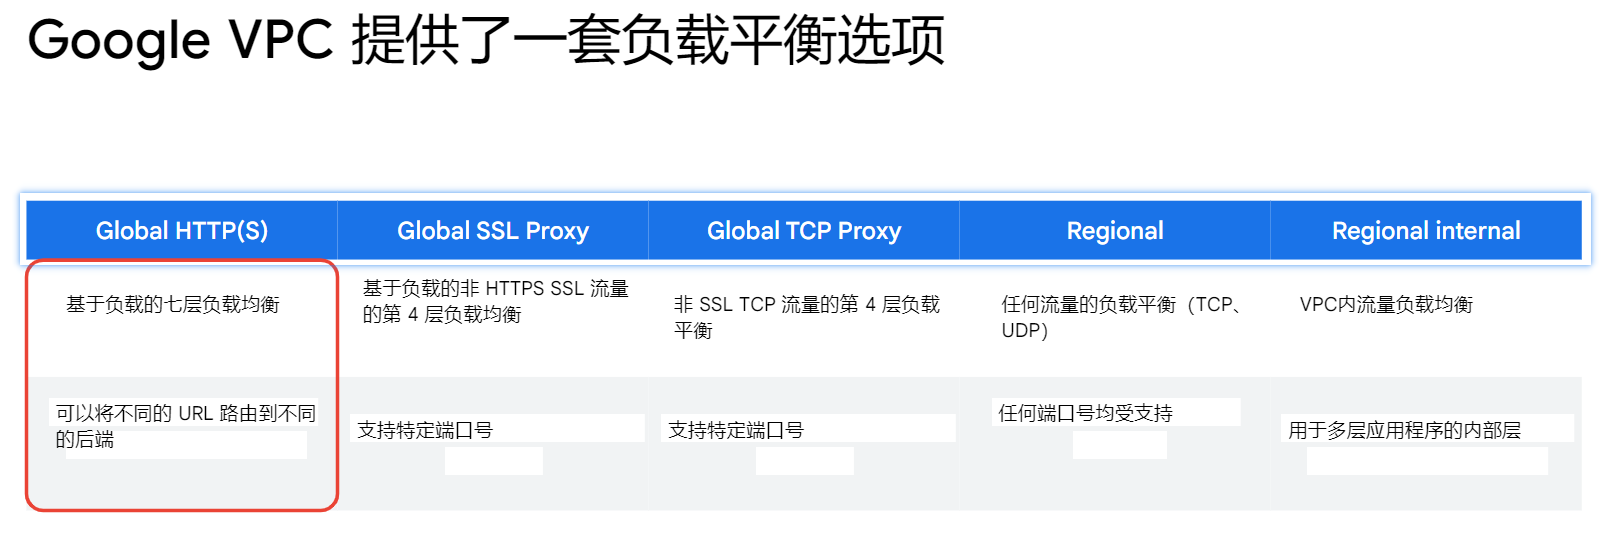 Google VPC 提供了一套负载平衡选项
Global HTTP(S)
Global SSL Proxy
Global TCP Proxy
Regional
Regional internal
基于负载的七层负载均衡
基于负载的非 HTTPS SSL 流量
的第 4 层负载均衡
非 SSL TCP 流量的第 4 层负载
平衡
任何流量的负载平衡（TCP、
UDP）
VPC内流量负载均衡
可以将不同的 URL 路由到不同
的后端
支持特定端口号
支持特定端口号
任何端口号均受支持
用于多层应用程序的内部层